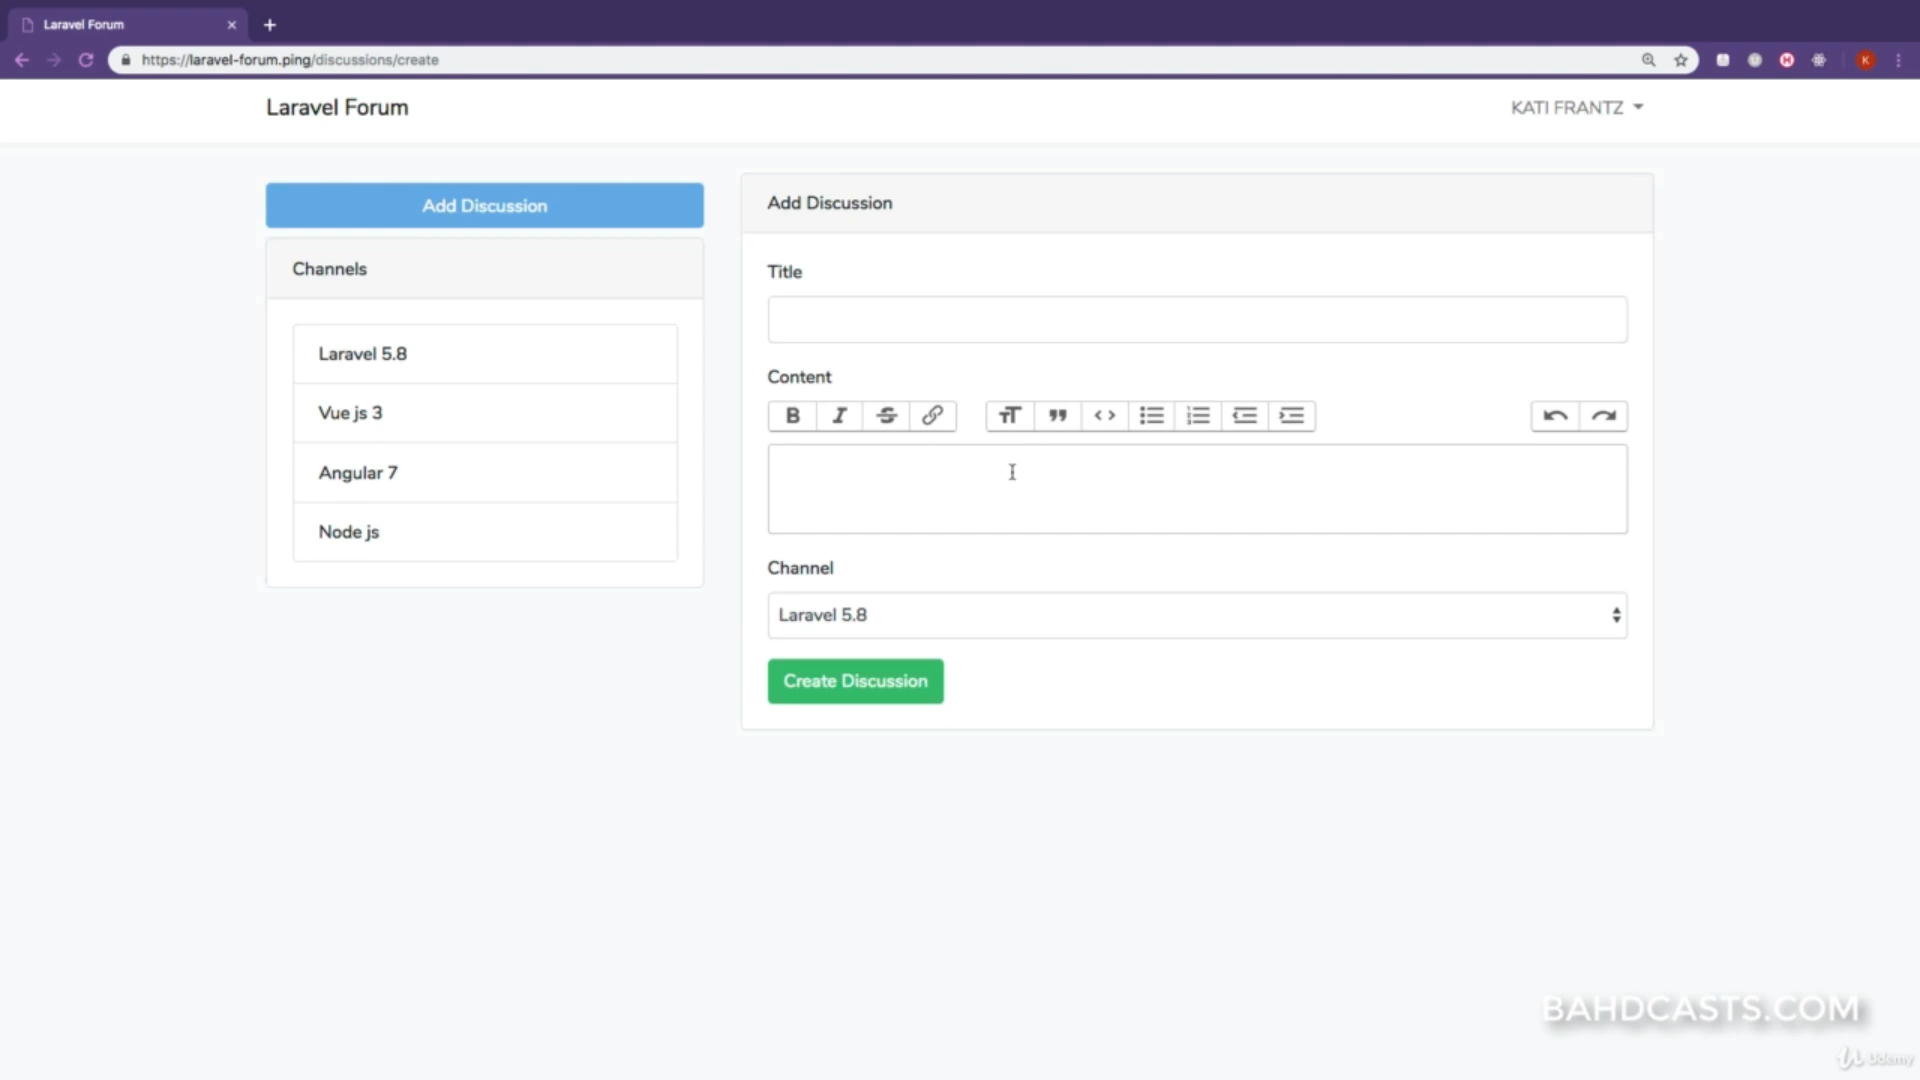 Laravel Forum
https://laravel-forum.ping/discussions/create
K
Laravel Forum
KATI FRANTZ
Add Discussion
Channels
Laravel 5.8
Vue js 3
Angular 7
Node js
Add Discussion
Title
Content
Channel
Laravel 5.8
Create Discussion
BAHDCASTS.COM
Udemy